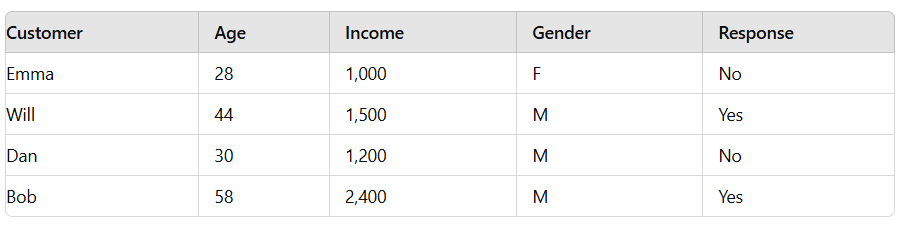 Customer Age Income Gender Response
Emma 28 1,000 F No
Will 44 1,500 M Yes
Dan 30 1,200 M No
Bob 58 2,400 M Yes